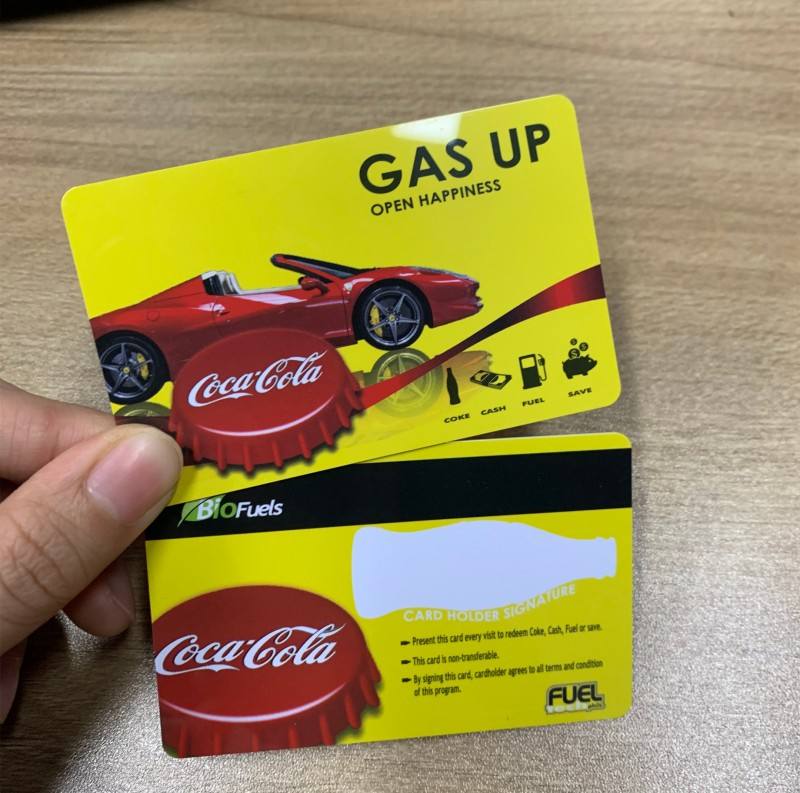 GAS UP
OPEN HAPPINESS
Coca-Cola
COKE
CASH
FUEL
SAVE
BioFuels
CARD HOLDER SIGNATURE
Coca-Cola
Present this card every visit to redeem Coke, Cash, Fuel or save.
This card is non-transferable.
By signing this card, cardholder agrees to all terms and condition
of this program.
FUEL
tech phils